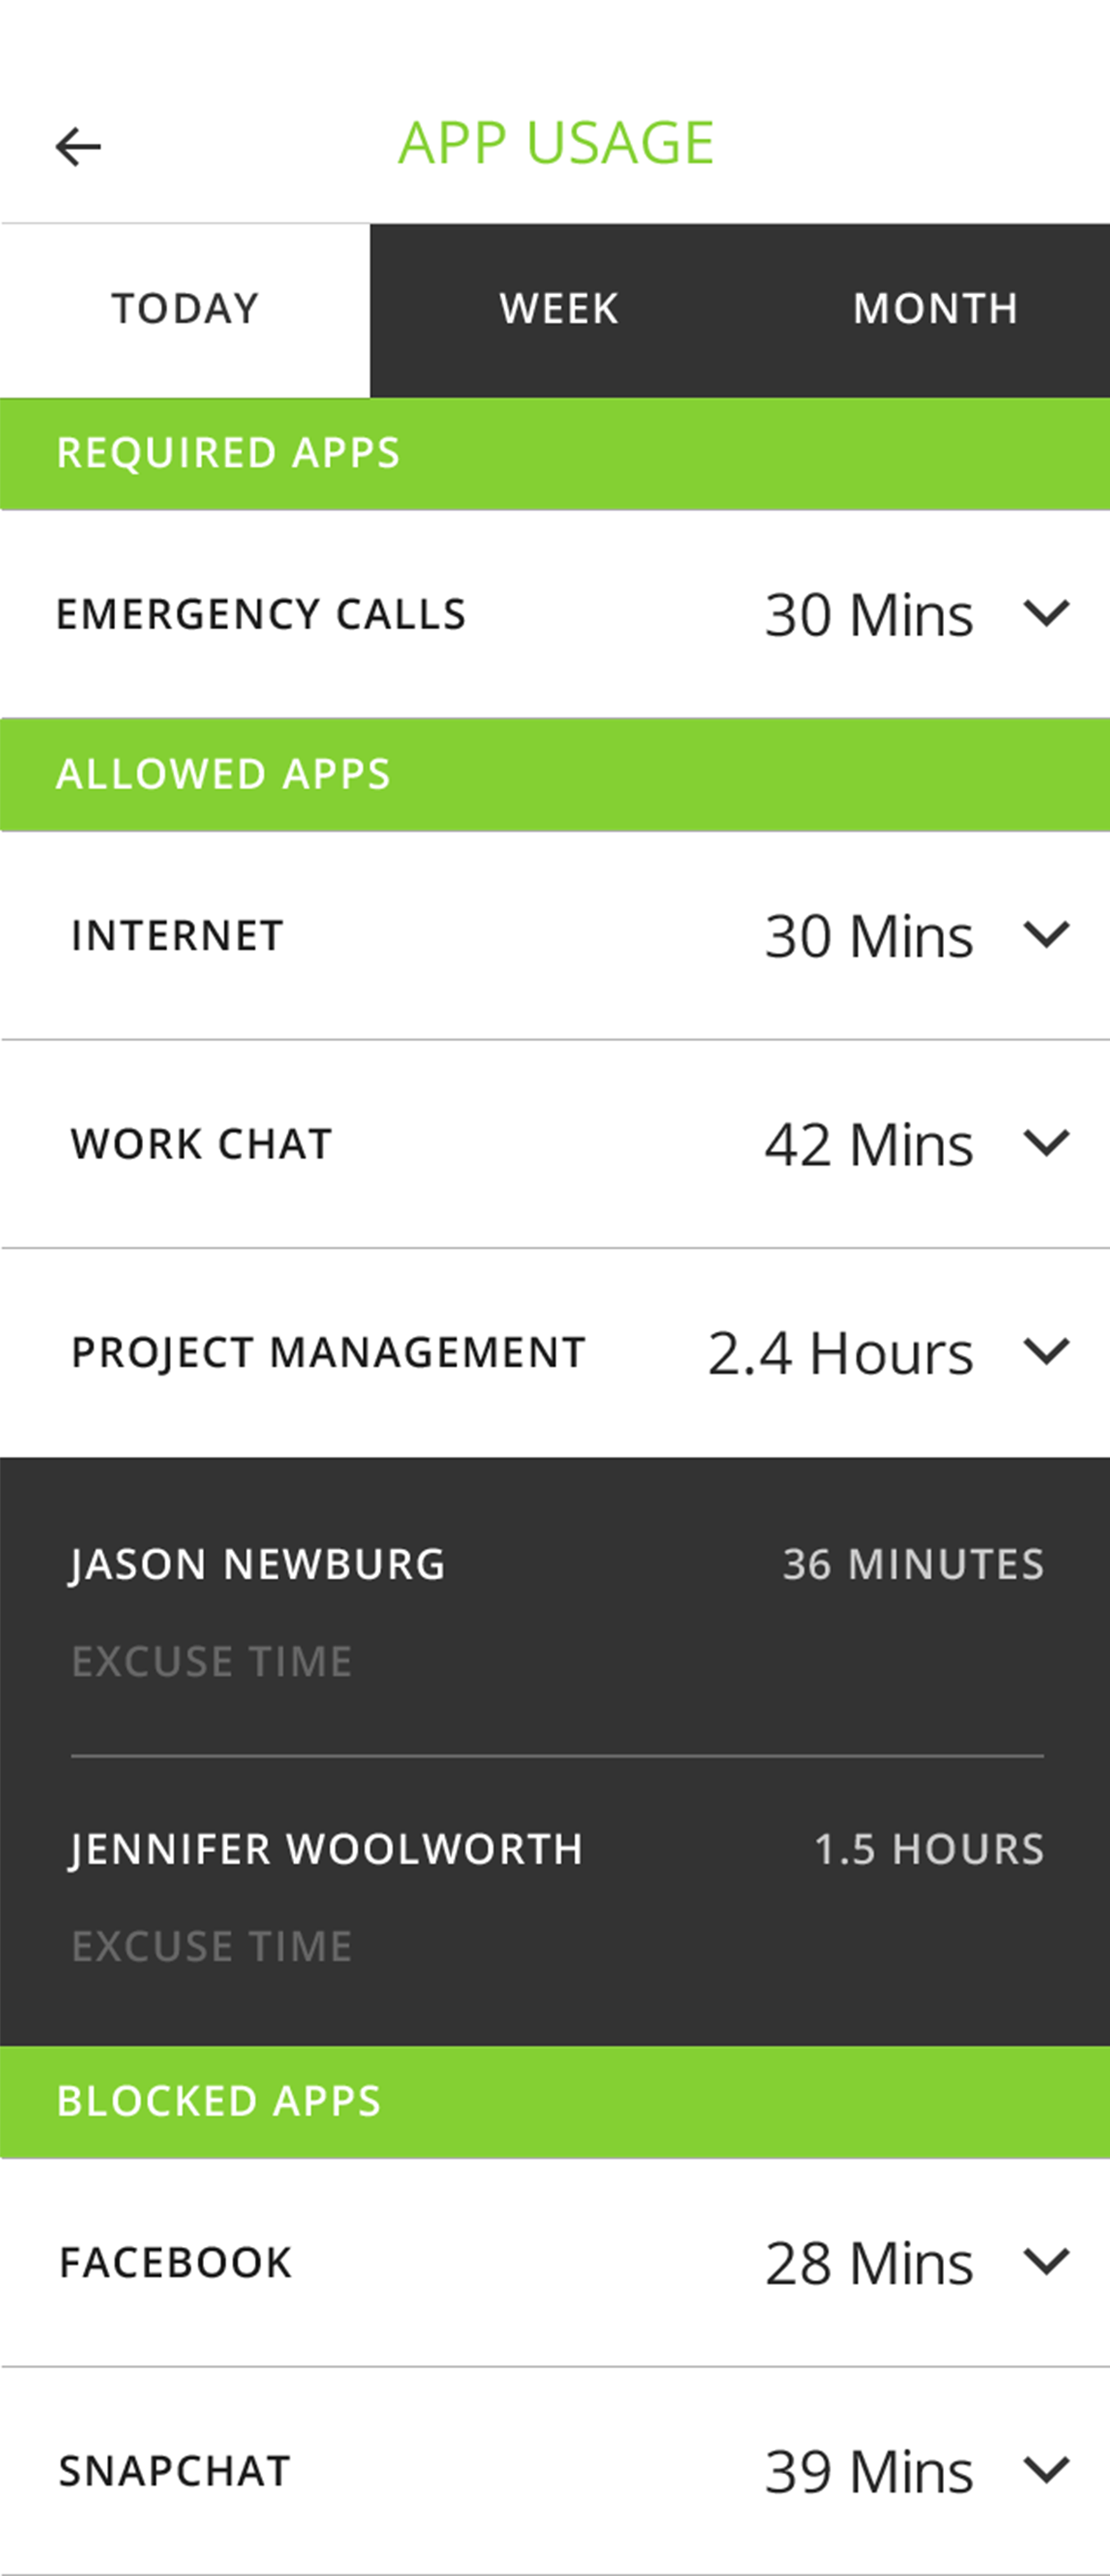 APP USAGE
TODAY WEEK MONTH
REQUIRED APPS
EMERGENCY CALLS 30 Mins
ALLOWED APPS
INTERNET 30 Mins
WORK CHAT 42 Mins
PROJECT MANAGEMENT 2.4 Hours
JASON NEWBURG 36 MINUTES
EXCUSE TIME
JENNIFER WOOLWORTH 1.5 HOURS
EXCUSE TIME
BLOCKED APPS
FACEBOOK 28 Mins
SNAPCHAT 39 Mins